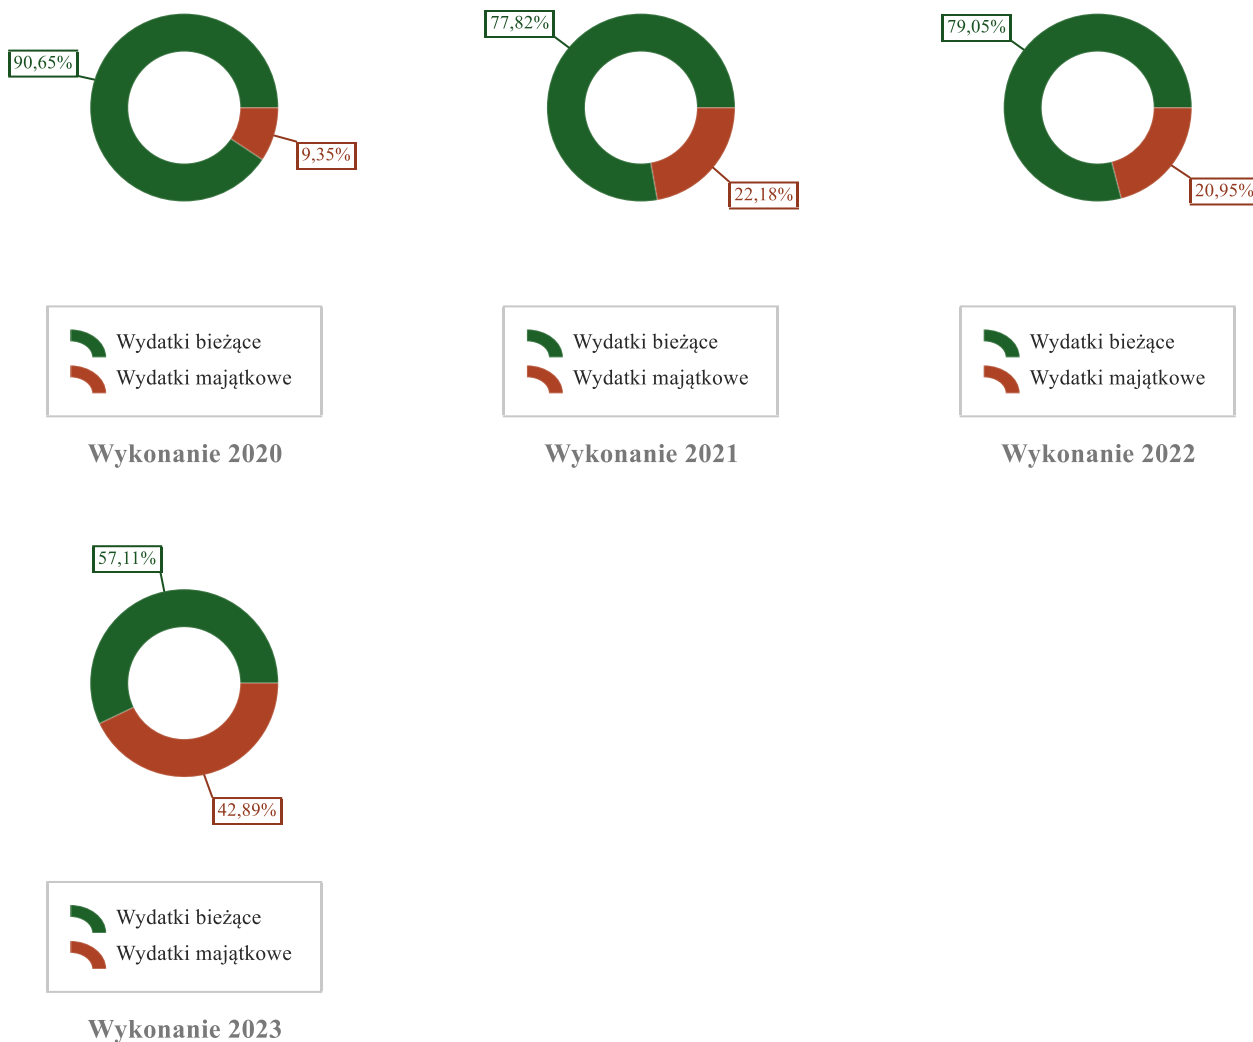 90,65%
9,35%
Wydatki bieżące
Wydatki majątkowe
Wykonanie 2020
77,82%
22,18%
Wydatki bieżące
Wydatki majątkowe
Wykonanie 2021
79,05%
20,95%
Wydatki bieżące
Wydatki majątkowe
Wykonanie 2022
57,11%
42,89%
Wydatki bieżące
Wydatki majątkowe
Wykonanie 2023